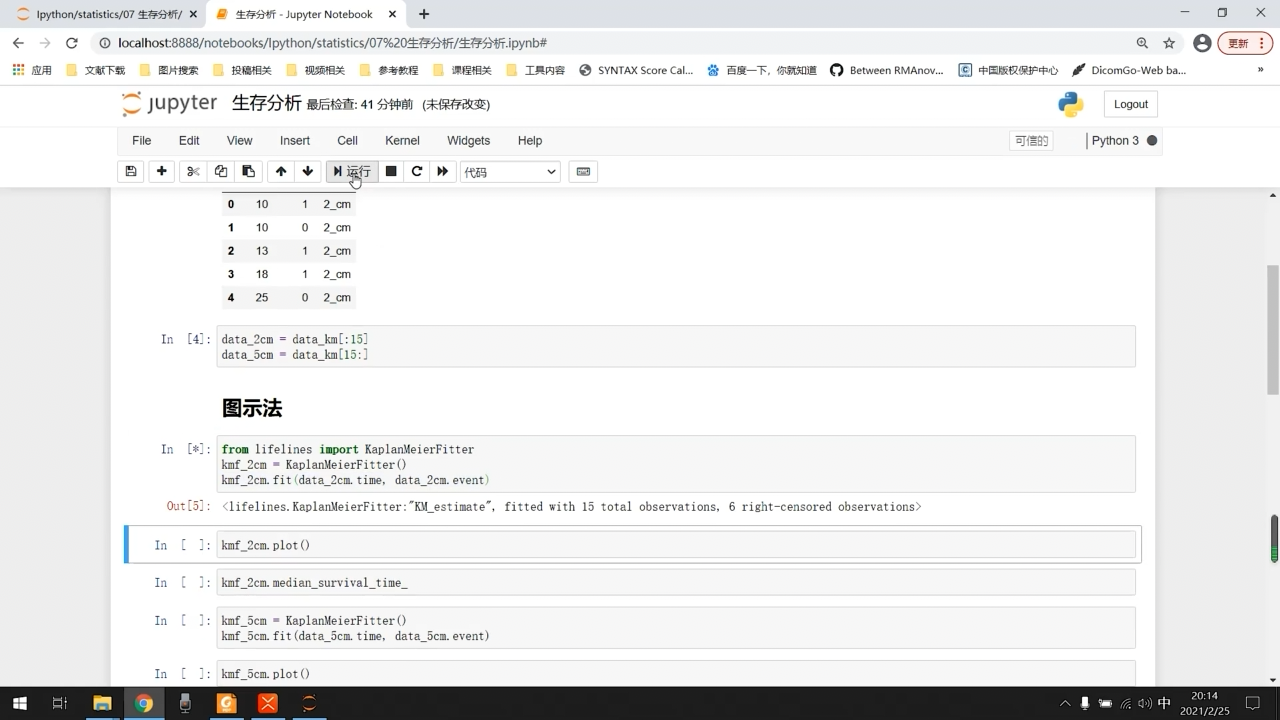 Ipython/statistics/07 生存分析/
生存分析 - Jupyter Notebook
localhost:8888/notebooks/Ipython/statistics/07%20生存分析/生存分析.ipynb#
更新
应用 文献下载 图片搜索 投稿相关 视频相关 参考教程 课程相关 工具内容 SYNTAX Score Cal... 百度一下，你就知道 Between RMAnov... 中国版权保护中心 DicomGo-Web ba... »
jupyter 生存分析 最后检查: 41 分钟前 (未保存改变) Logout
File Edit View Insert Cell Kernel Widgets Help 可信的 Python 3
运行 代码
0 10 1 2_cm
1 10 0 2_cm
2 13 1 2_cm
3 18 1 2_cm
4 25 0 2_cm
In [4]: data_2cm = data_km[:15]
data_5cm = data_km[15:]
图示法
In [*]: from lifelines import KaplanMeierFitter
kmf_2cm = KaplanMeierFitter()
kmf_2cm.fit(data_2cm.time, data_2cm.event)
Out[5]: <lifelines.KaplanMeierFitter:"KM_estimate", fitted with 15 total observations, 6 right-censored observations>
In [ ]: kmf_2cm.plot()
In [ ]: kmf_2cm.median_survival_time_
In [ ]: kmf_5cm = KaplanMeierFitter()
kmf_5cm.fit(data_5cm.time, data_5cm.event)
In [ ]: kmf_5cm.plot()
中
20:14
2021/2/25